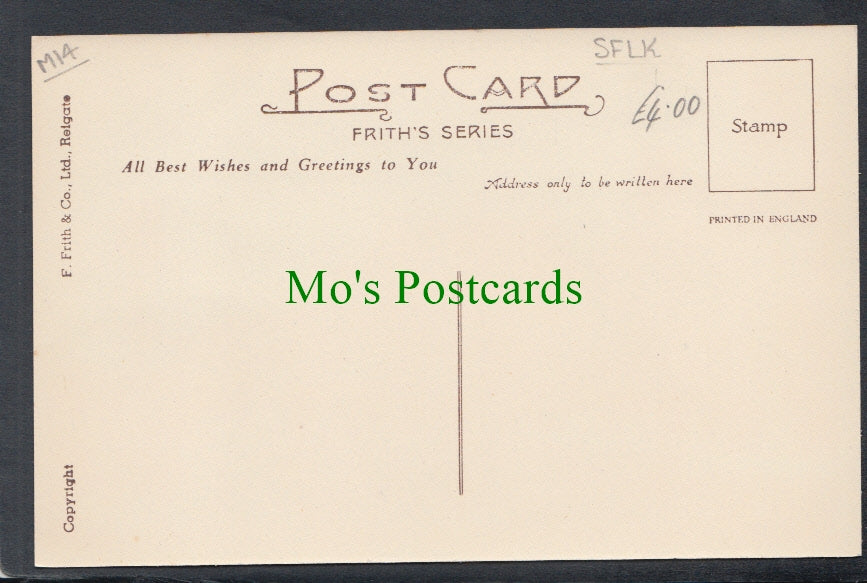 M14
SFLK
£4.00
POST CARD
FRITH'S SERIES
All Best Wishes and Greetings to You
Address only to be written here
Stamp
PRINTED IN ENGLAND
F. Frith & Co., Ltd., Reigate
Copyright
Mo's Postcards